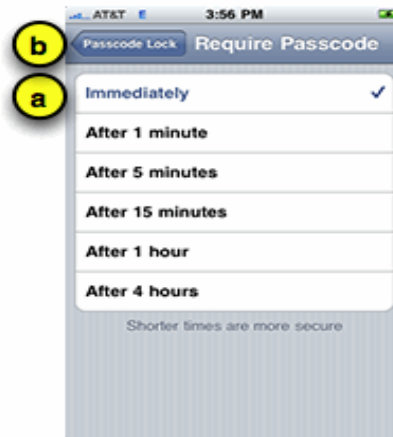 AT&T E 3:56 PM
b Passcode Lock Require Passcode
a Immediately
After 1 minute
After 5 minutes
After 15 minutes
After 1 hour
After 4 hours
Shorter times are more secure